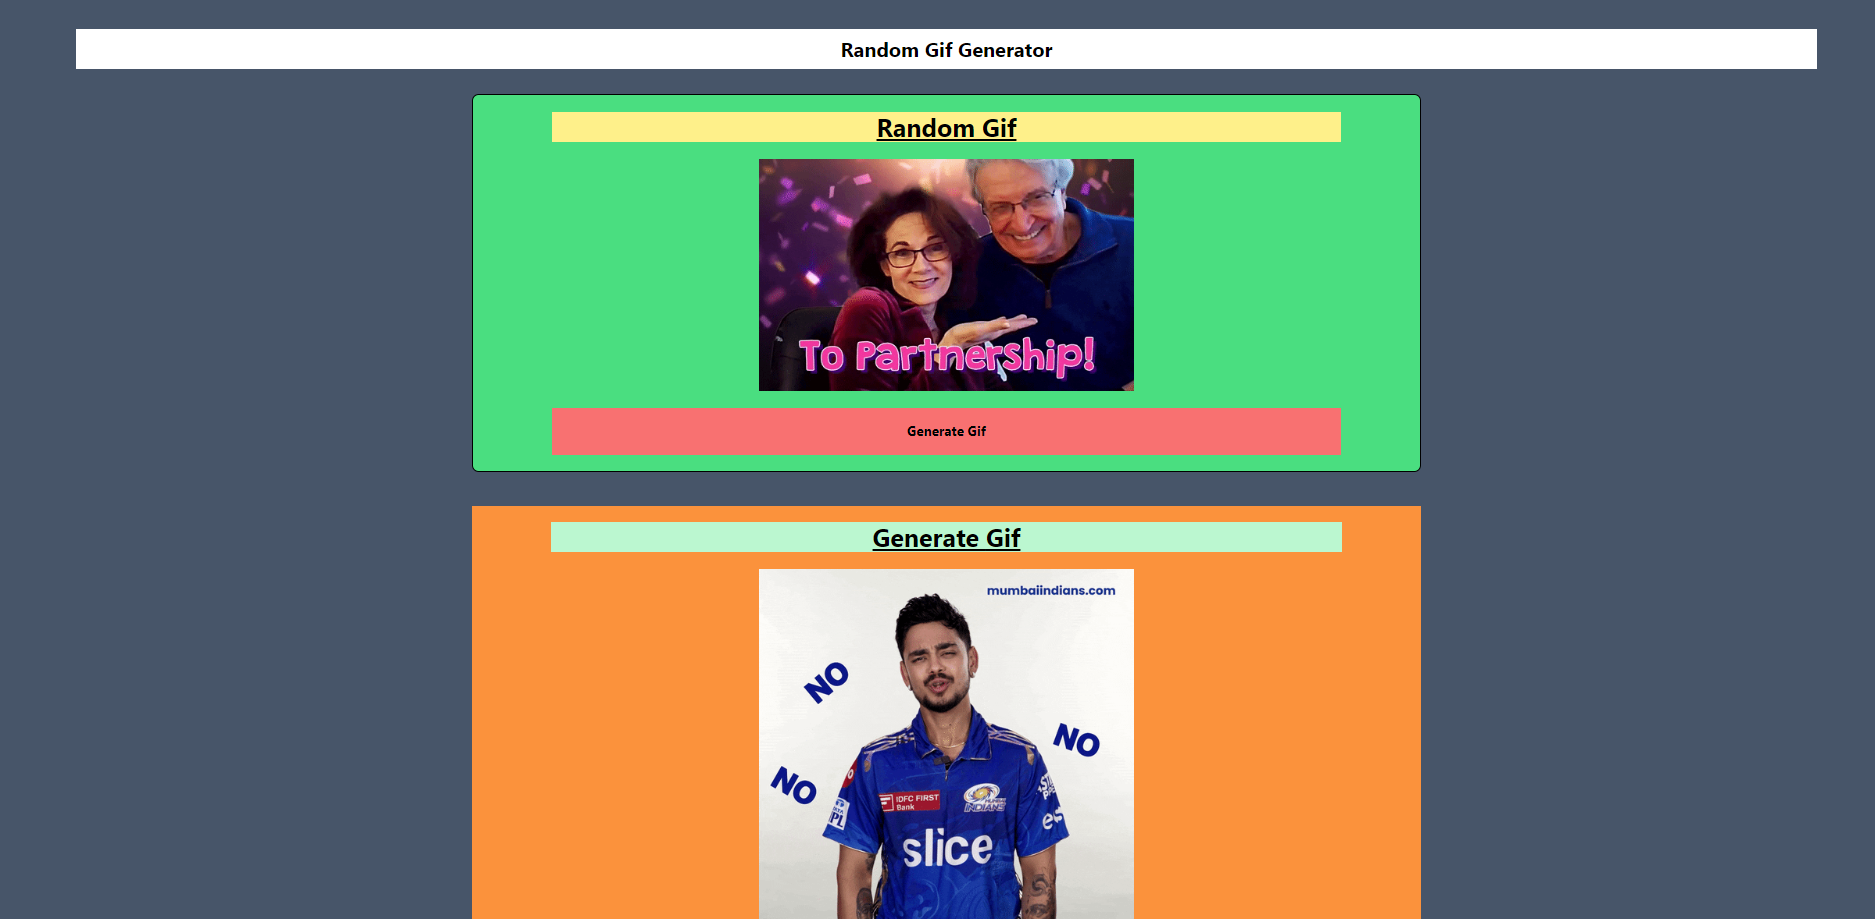 Random Gif Generator
Random Gif
To Partnership!
Generate Gif
Generate Gif
mumbaiindians.com
NO
NO
NO
IDFC FIRST
Bank
INDIANS
slice